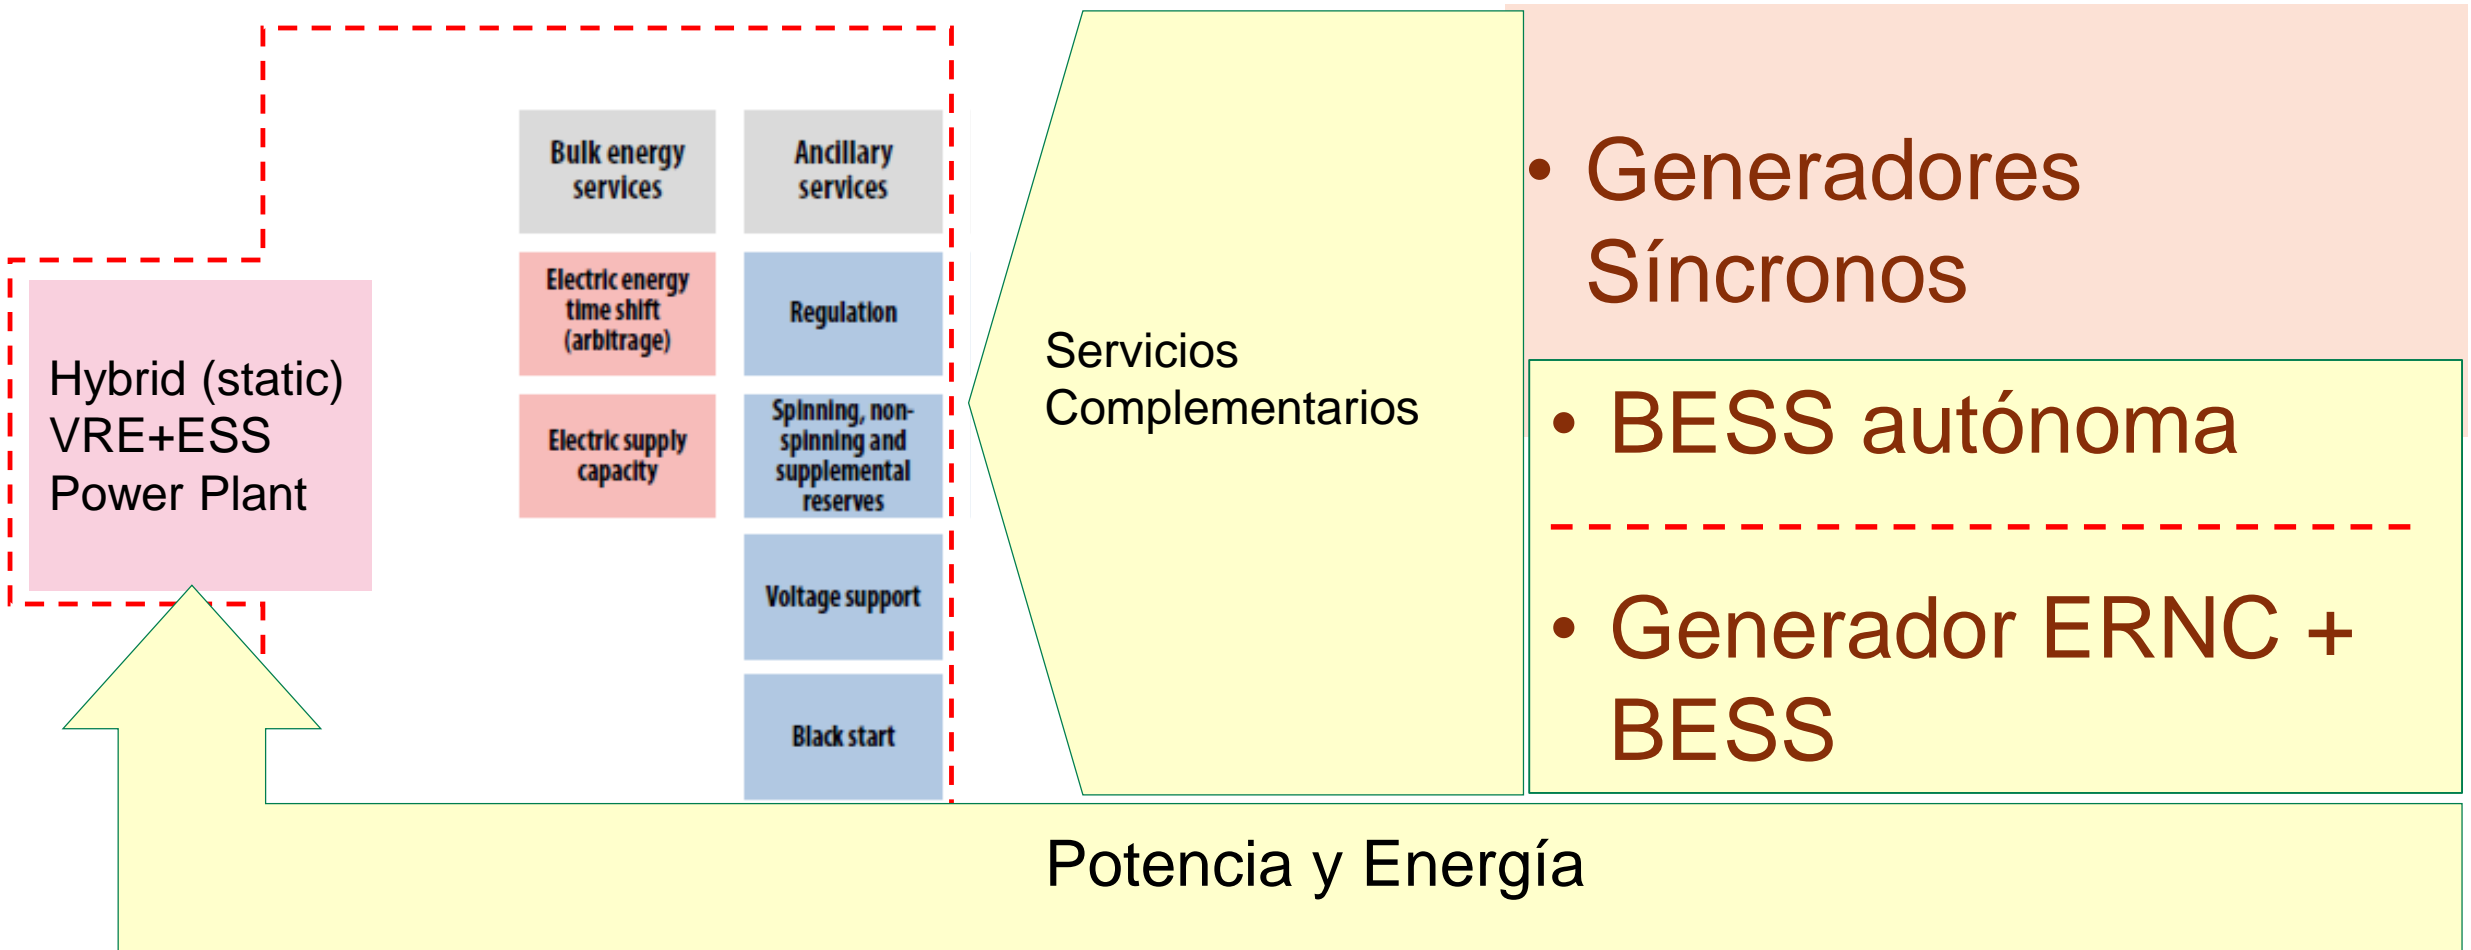 Hybrid (static)
VRE+ESS
Power Plant
Bulk energy
services
Electric energy
time shift
(arbitrage)
Electric supply
capacity
Ancillary
services
Regulation
Spinning, non-
spinning and
supplemental
reserves
Voltage support
Black start
Servicios
Complementarios
• Generadores
Síncronos
• BESS autónoma
• Generador ERNC +
BESS
Potencia y Energía